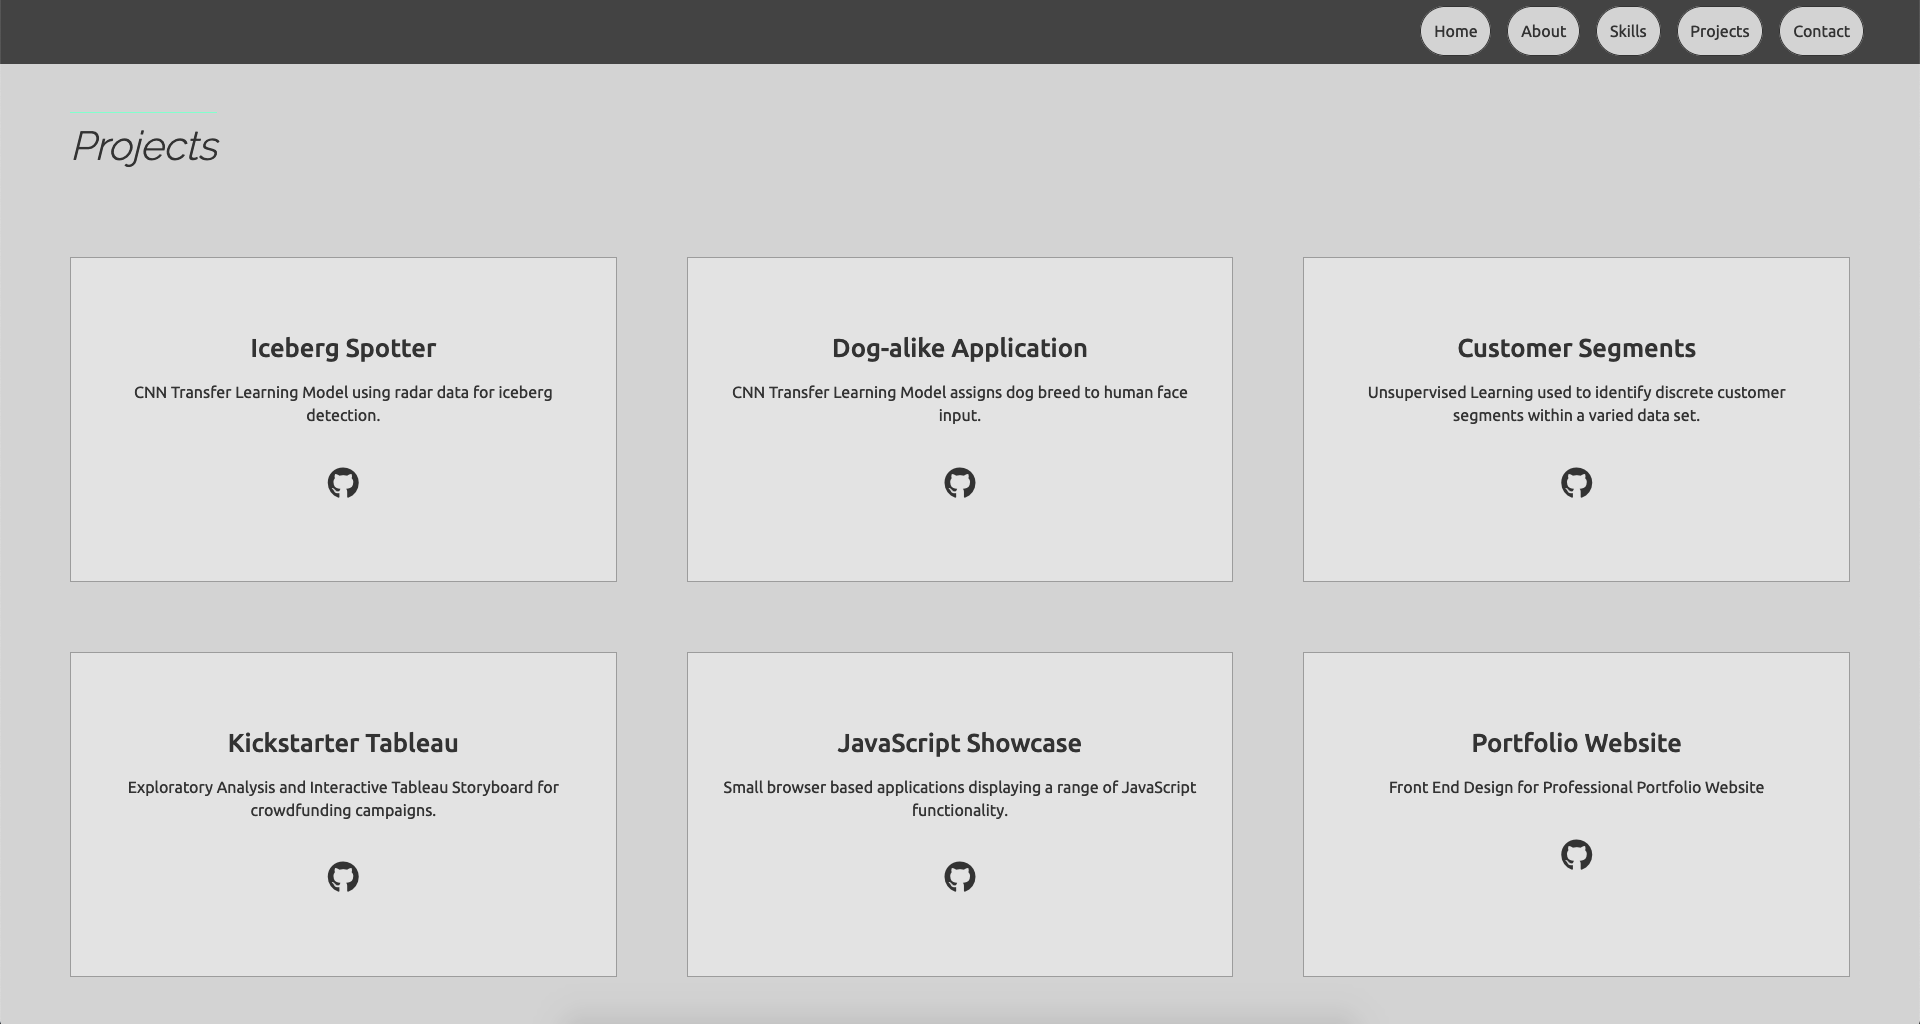 Home About Skills Projects Contact
Projects
Iceberg Spotter
CNN Transfer Learning Model using radar data for iceberg
detection.
Dog-alike Application
CNN Transfer Learning Model assigns dog breed to human face
input.
Customer Segments
Unsupervised Learning used to identify discrete customer
segments within a varied data set.
Kickstarter Tableau
Exploratory Analysis and Interactive Tableau Storyboard for
crowdfunding campaigns.
JavaScript Showcase
Small browser based applications displaying a range of JavaScript
functionality.
Portfolio Website
Front End Design for Professional Portfolio Website